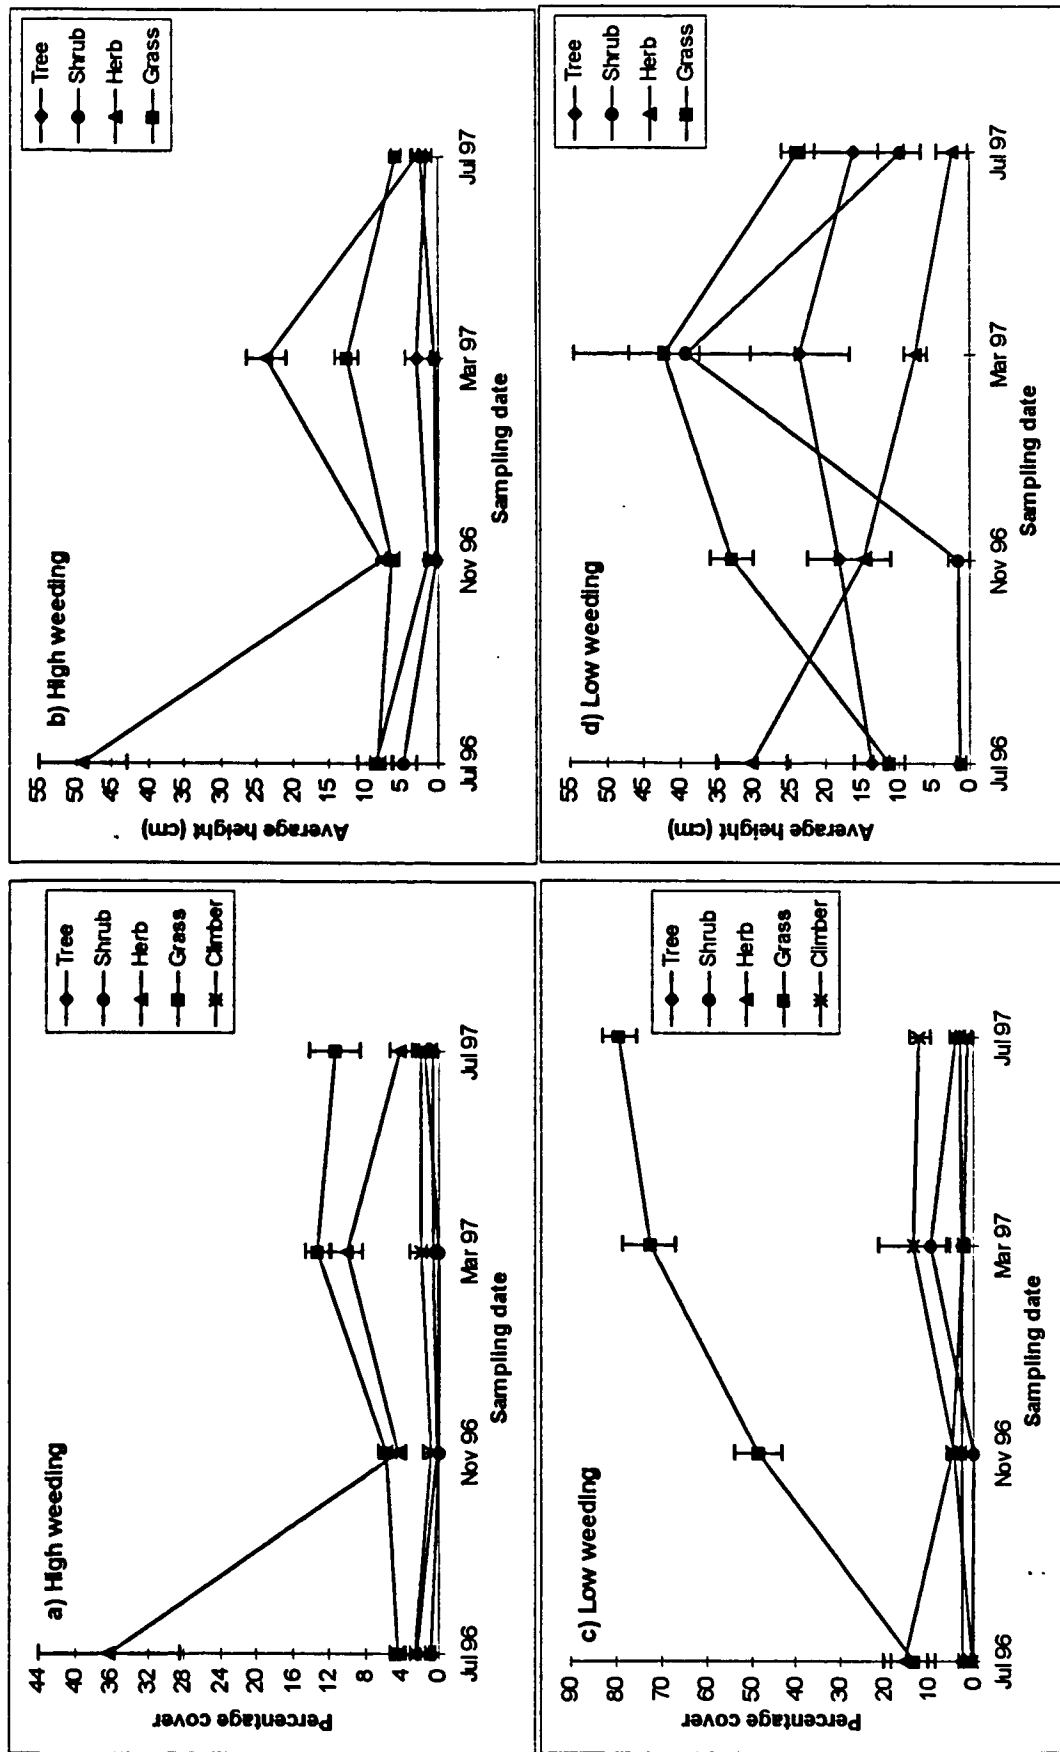 a) High weeding
Percentage cover
44
40
36
32
28
24
20
16
12
8
4
0
Jul 96
Nov 96
Mar 97
Jul 97
Sampling date
Tree
Shrub
Herb
Grass
Climber
b) High weeding
Average height (cm)
55
50
45
40
35
30
25
20
15
10
5
0
Jul 96
Nov 96
Mar 97
Jul 97
Sampling date
Tree
Shrub
Herb
Grass
c) Low weeding
Percentage cover
90
80
70
60
50
40
30
20
10
0
Jul 96
Nov 96
Mar 97
Jul 97
Sampling date
Tree
Shrub
Herb
Grass
Climber
d) Low weeding
Average height (cm)
55
50
45
40
35
30
25
20
15
10
5
0
Jul 96
Nov 96
Mar 97
Jul 97
Sampling date
Tree
Shrub
Herb
Grass